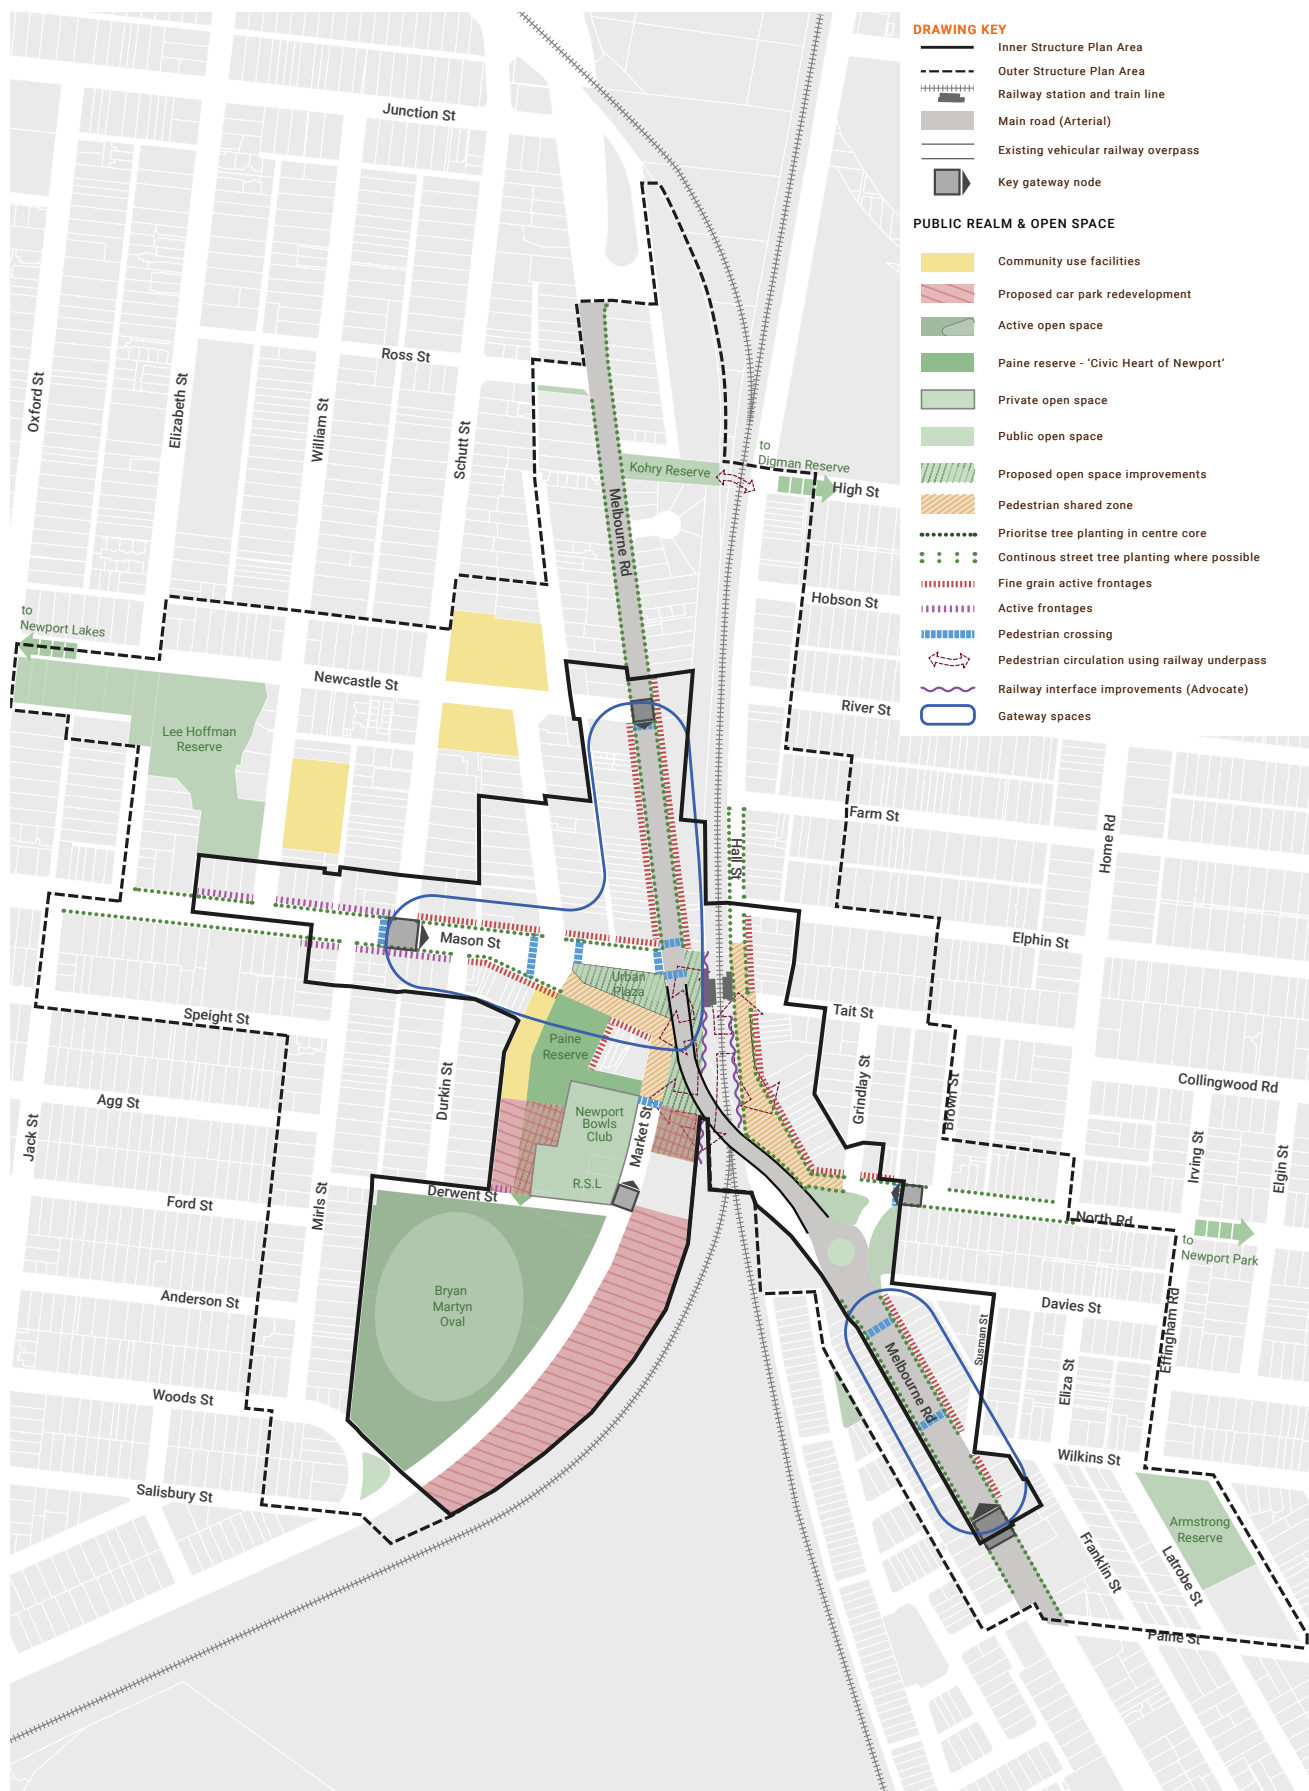 DRAWING KEY
Inner Structure Plan Area
Outer Structure Plan Area
Railway station and train line
Main road (Arterial)
Existing vehicular railway overpass
Key gateway node
PUBLIC REALM & OPEN SPACE
Community use facilities
Proposed car park redevelopment
Active open space
Paine reserve - ‘Civic Heart of Newport’
Private open space
Public open space
Proposed open space improvements
Pedestrian shared zone
Prioritse tree planting in centre core
Continous street tree planting where possible
Fine grain active frontages
Active frontages
Pedestrian crossing
Pedestrian circulation using railway underpass
Railway interface improvements (Advocate)
Gateway spaces
Junction St
Ross St
Oxford St
Elizabeth St
William St
Schutt St
Kohry Reserve
to
Digman Reserve
High St
Melbourne Rd
Hobson St
to
Newport Lakes
Newcastle St
River St
Lee Hoffman
Reserve
Farm St
Hall St
Home Rd
Mason St
Elphin St
Urban
Plaza
Speight St
Tait St
Paine
Reserve
Durkin St
Grindlay St
Brown St
Collingwood Rd
Agg St
Jack St
Newport
Bowls
Club
Market St
Irving St
Elgin St
R.S.L
Derwent St
Ford St
Mirls St
North Rd
to
Newport Park
Bryan
Martyn
Oval
Anderson St
Davies St
Effingham Rd
Susman St
Melbourne Rd
Eliza St
Woods St
Wilkins St
Salisbury St
Armstrong
Reserve
Franklin St
Latrobe St
Paine St